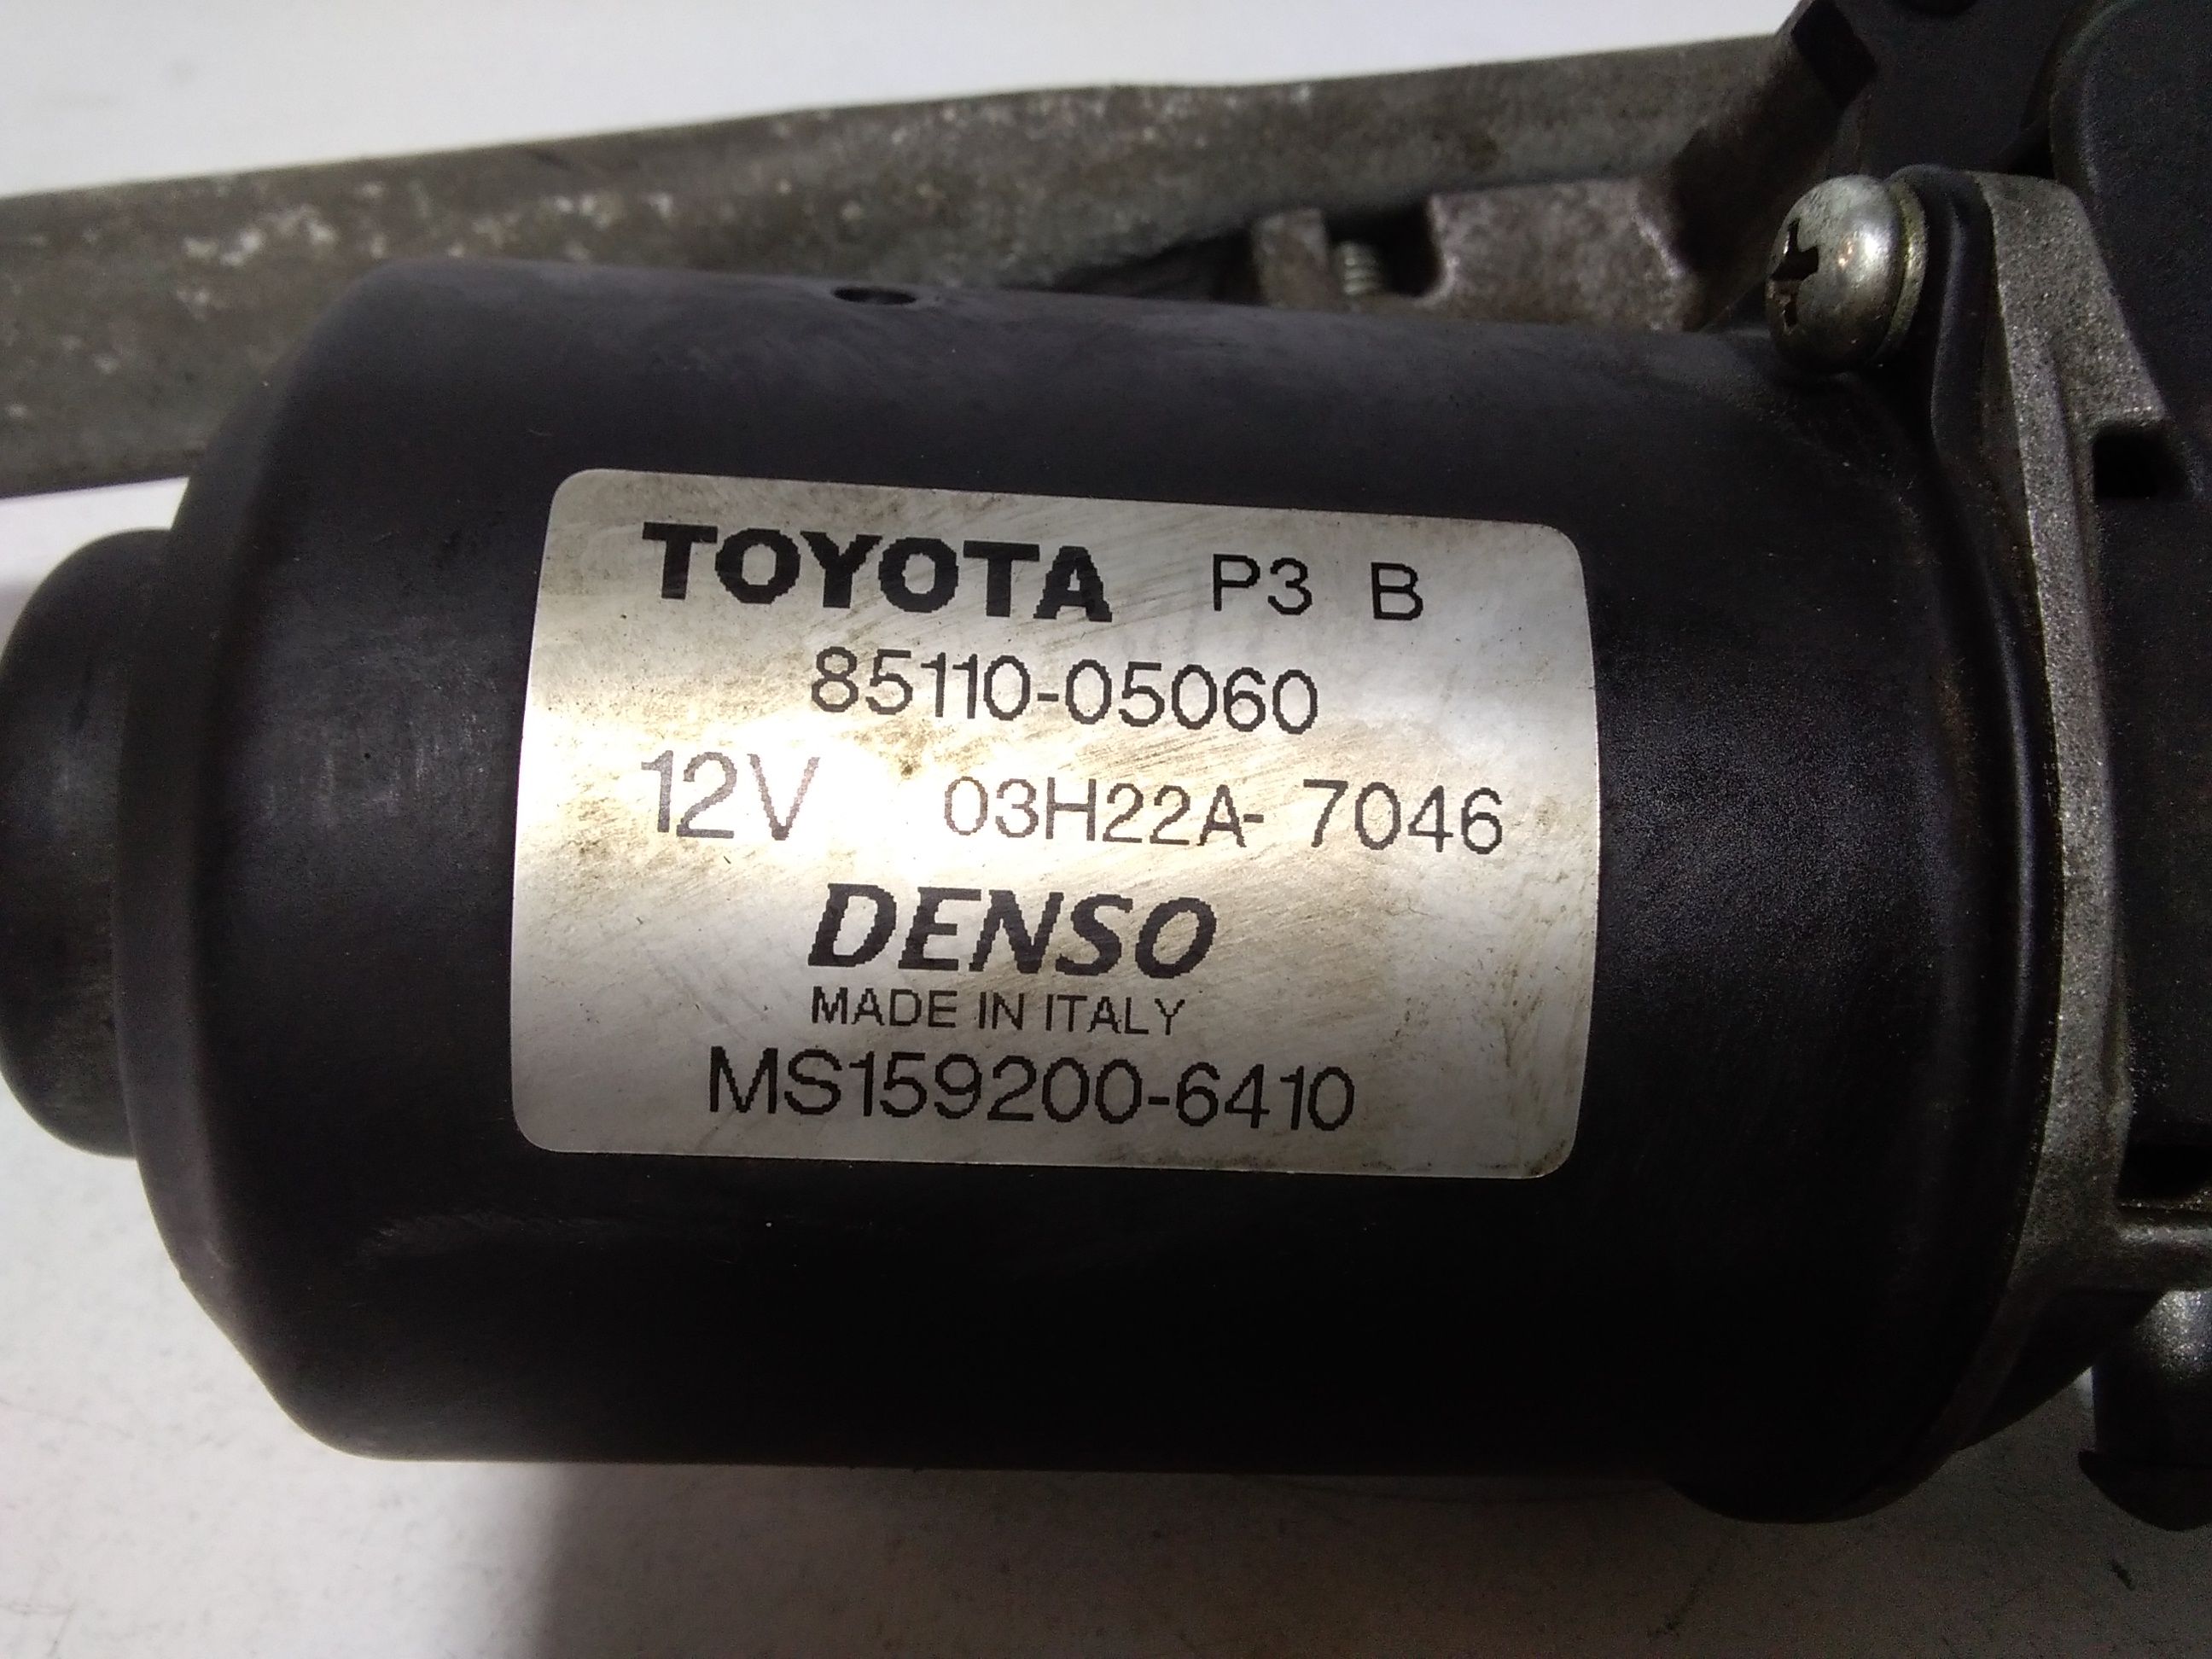 TOYOTA P3 B
85110-05060
12V 03H22A-7046
DENSO
MADE IN ITALY
MS159200-6410